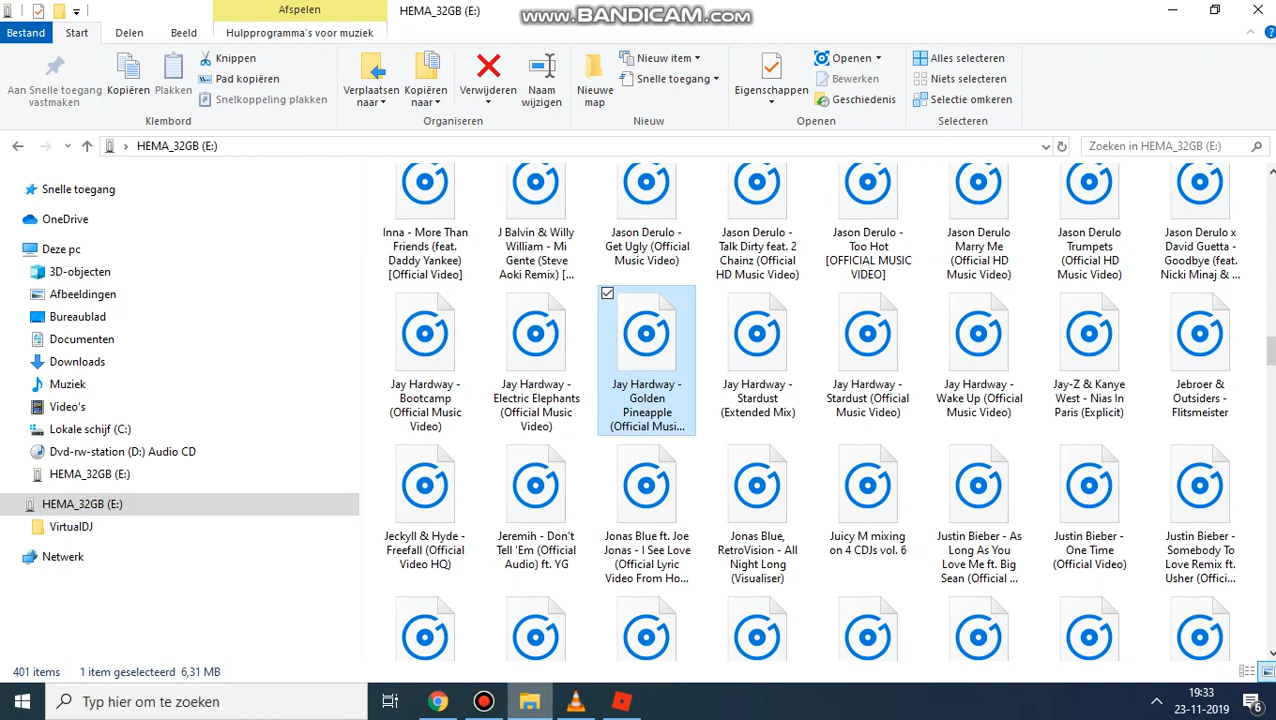 Afspelen
HEMA_32GB (E:)
www.BANDICAM.com
Bestand
Start
Delen
Beeld
Hulpprogramma's voor muziek
Aan Snelle toegang
vastmaken
Kopiëren
Plakken
Knippen
Pad kopiëren
Snelkoppeling plakken
Klembord
Verplaatsen
naar
Kopiëren
naar
Verwijderen
Naam
wijzigen
Organiseren
Nieuwe
map
Nieuw item
Snelle toegang
Nieuw
Eigenschappen
Openen
Bewerken
Geschiedenis
Openen
Alles selecteren
Niets selecteren
Selectie omkeren
Selecteren
HEMA_32GB (E:)
Zoeken in HEMA_32GB (E:)
Snelle toegang
OneDrive
Deze pc
3D-objecten
Afbeeldingen
Bureaublad
Documenten
Downloads
Muziek
Video's
Lokale schijf (C:)
Dvd-rw-station (D:) Audio CD
HEMA_32GB (E:)
HEMA_32GB (E:)
VirtualDJ
Netwerk
Inna - More Than
Friends (feat.
Daddy Yankee)
[Official Video]
J Balvin & Willy
William - Mi
Gente (Steve
Aoki Remix) [...
Jason Derulo -
Get Ugly (Official
Music Video)
Jason Derulo -
Talk Dirty feat. 2
Chainz (Official
HD Music Video)
Jason Derulo -
Too Hot
[OFFICIAL MUSIC
VIDEO]
Jason Derulo
Marry Me
(Official HD
Music Video)
Jason Derulo
Trumpets
(Official HD
Music Video)
Jason Derulo x
David Guetta -
Goodbye (feat.
Nicki Minaj & ...
Jay Hardway -
Bootcamp
(Official Music
Video)
Jay Hardway -
Electric Elephants
(Official Music
Video)
Jay Hardway -
Golden
Pineapple
(Official Musi...
Jay Hardway -
Stardust
(Extended Mix)
Jay Hardway -
Stardust (Official
Music Video)
Jay Hardway -
Wake Up (Official
Music Video)
Jay-Z & Kanye
West - Nias In
Paris (Explicit)
Jebroer &
Outsiders -
Flitsmeister
Jeckyll & Hyde -
Freefall (Official
Video HQ)
Jeremih - Don't
Tell 'Em (Official
Audio) ft. YG
Jonas Blue ft. Joe
Jonas - I See Love
(Official Lyric
Video From Ho...
Jonas Blue,
RetroVision - All
Night Long
(Visualiser)
Juicy M mixing
on 4 CDJs vol. 6
Justin Bieber - As
Long As You
Love Me ft. Big
Sean (Official ...
Justin Bieber -
One Time
(Official Video)
Justin Bieber -
Somebody To
Love Remix ft.
Usher (Offici...
401 items
1 item geselecteerd 6,31 MB
Typ hier om te zoeken
19:33
23-11-2019
6